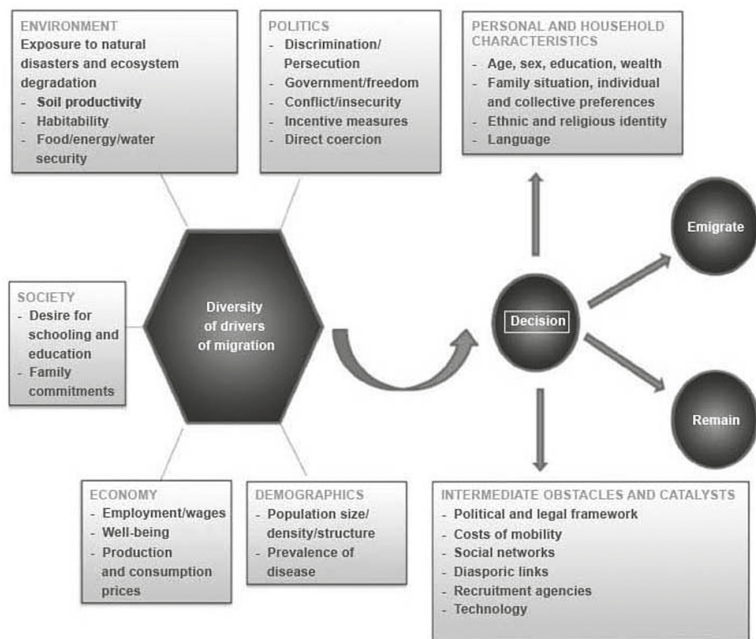 ENVIRONMENT
Exposure to natural
disasters and ecosystem
degradation
- Soil productivity
- Habitability
- Food/energy/water
security
POLITICS
- Discrimination/
Persecution
- Government/freedom
- Conflict/insecurity
- Incentive measures
- Direct coercion
PERSONAL AND HOUSEHOLD
CHARACTERISTICS
- Age, sex, education, wealth
- Family situation, individual
and collective preferences
- Ethnic and religious identity
- Language
SOCIETY
- Desire for
schooling and
education
- Family
commitments
Diversity
of drivers
of migration
Decision
Emigrate
Remain
ECONOMY
- Employment/wages
- Well-being
- Production
and consumption
prices
DEMOGRAPHICS
- Population size/
density/structure
- Prevalence of
disease
INTERMEDIATE OBSTACLES AND CATALYSTS
- Political and legal framework
- Costs of mobility
- Social networks
- Diasporic links
- Recruitment agencies
- Technology